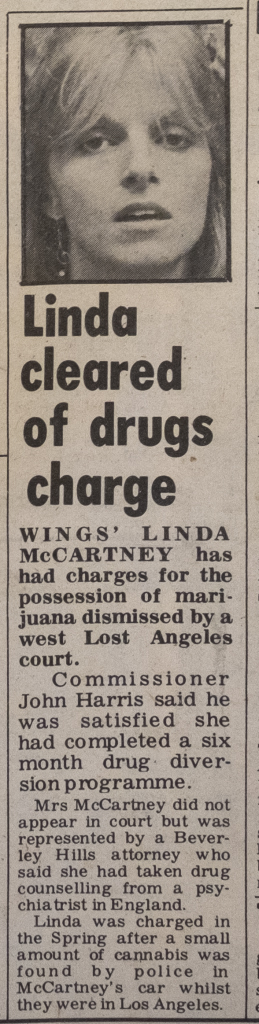 Linda
cleared
of drugs
charge
WINGS' LINDA
McCARTNEY has
had charges for the
possession of mari-
juana dismissed by a
west Lost Angeles
court.
Commissioner
John Harris said he
was satisfied she
had completed a six
month drug diver-
sion programme.
Mrs McCartney did not
appear in court but was
represented by a Bever-
ley Hills attorney who
said she had taken drug
counselling from a psy-
chiatrist in England.
Linda was charged in
the Spring after a small
amount of cannabis was
found by police in
McCartney's car whilst
they were in Los Angeles.